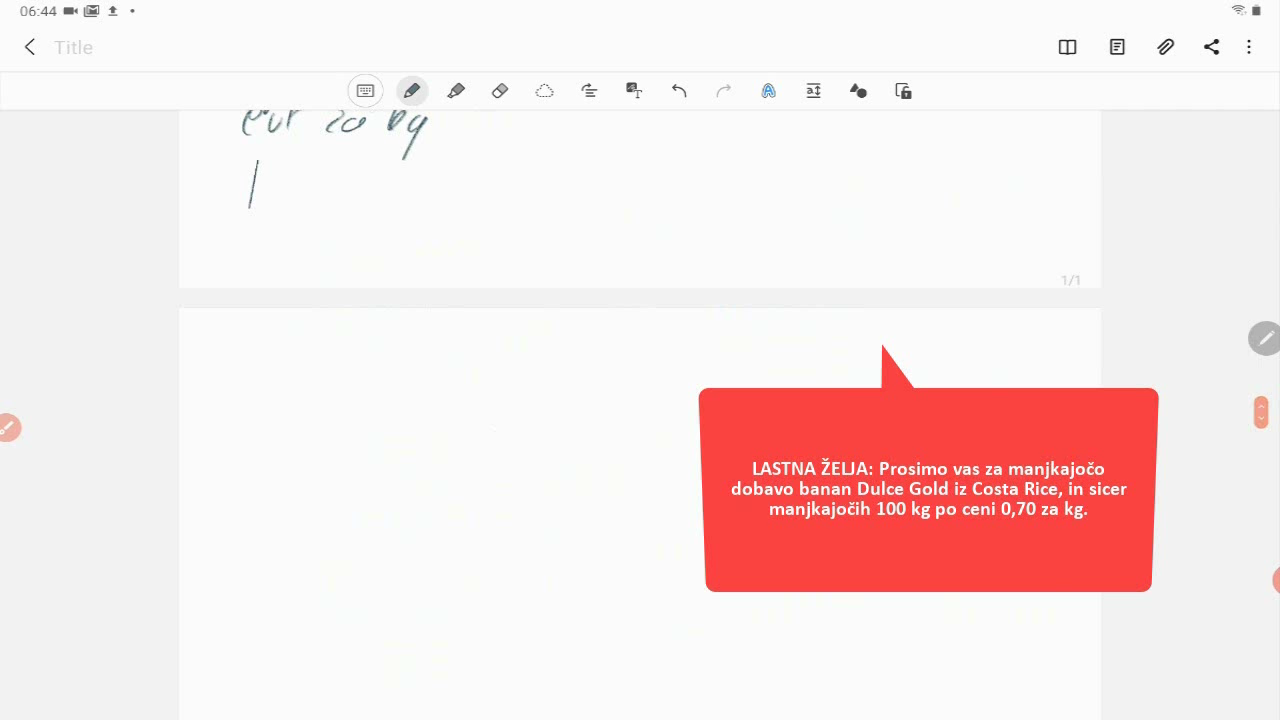 06:44
Title
eur za kg
1/1
LASTNA ŽELJA: Prosimo vas za manjkajočo
dobavo banan Dulce Gold iz Costa Rice, in sicer
manjkajočih 100 kg po ceni 0,70 za kg.